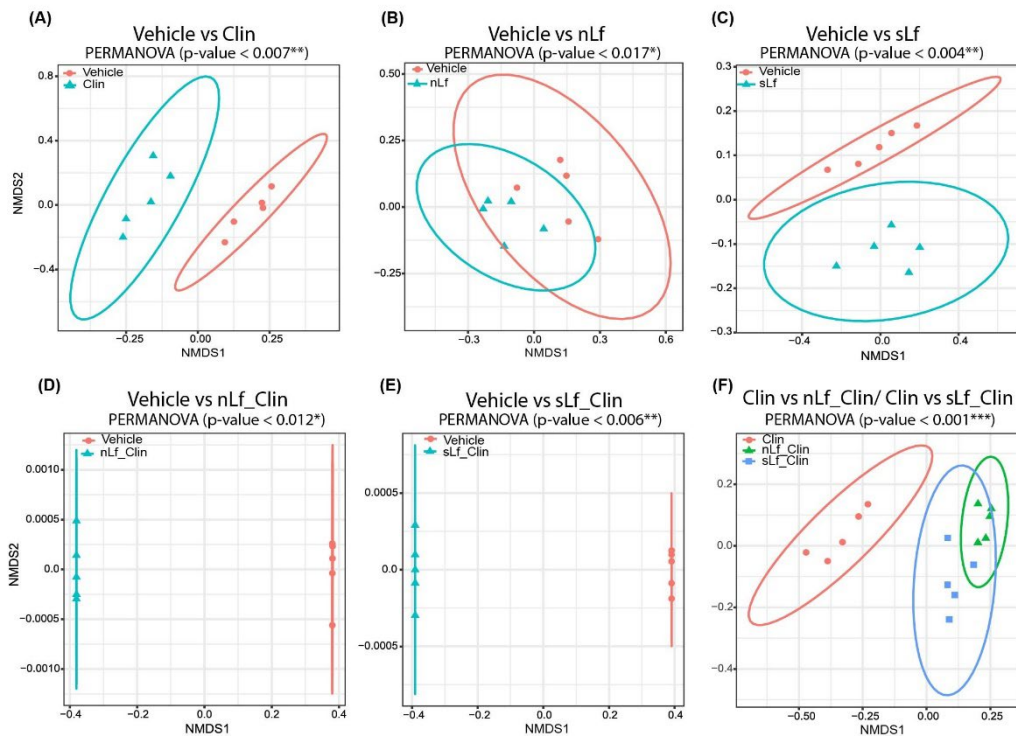 (A)
Vehicle vs Clin
PERMANOVA (p-value < 0.007**)
Vehicle
Clin
0.8
0.4
0.0
−0.4
NMDS2
−0.25
0.00
0.25
NMDS1
(B)
Vehicle vs nLf
PERMANOVA (p-value < 0.017*)
Vehicle
nLf
0.50
0.25
0.00
−0.25
−0.3
0.0
0.3
0.6
NMDS1
(C)
Vehicle vs sLf
PERMANOVA (p-value < 0.004**)
Vehicle
sLf
0.3
0.2
0.1
0.0
−0.1
−0.2
−0.3
−0.4
0.0
0.4
NMDS1
(D)
Vehicle vs nLf_Clin
PERMANOVA (p-value < 0.012*)
Vehicle
nLf_Clin
0.0010
0.0005
0.0
−0.0005
−0.0010
NMDS2
−0.4
−0.2
0.0
0.2
0.4
NMDS1
(E)
Vehicle vs sLf_Clin
PERMANOVA (p-value < 0.006**)
Vehicle
sLf_Clin
0.0005
0.0
−0.0005
−0.4
−0.2
0.0
0.2
0.4
NMDS1
(F)
Clin vs nLf_Clin/ Clin vs sLf_Clin
PERMANOVA (p-value < 0.001***)
Clin
nLf_Clin
sLf_Clin
0.2
0.0
−0.2
−0.4
−0.50
−0.25
0.00
0.25
NMDS1